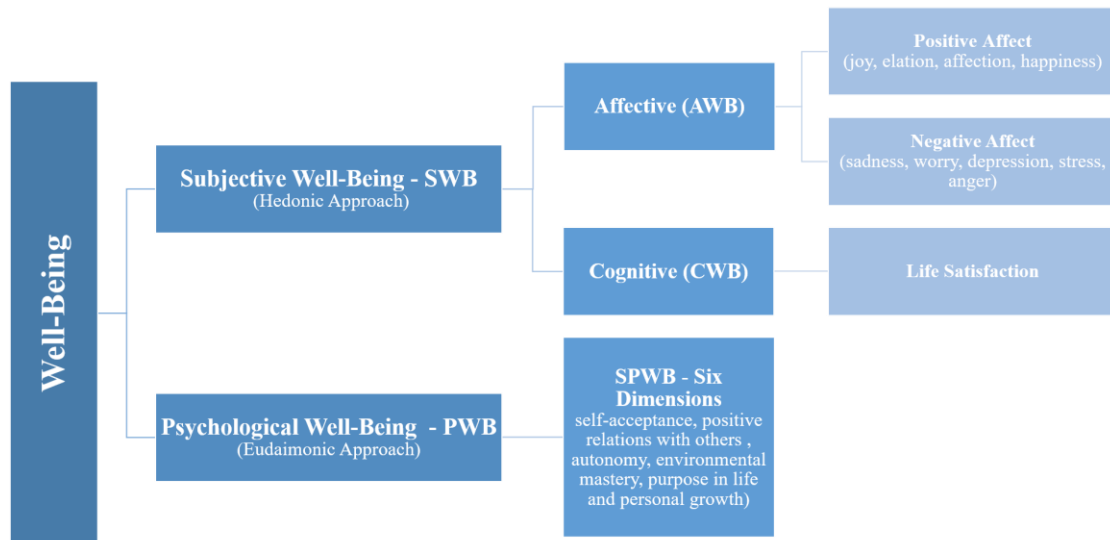 Well-Being
Subjective Well-Being - SWB
(Hedonic Approach)
Affective (AWB)
Positive Affect
(joy, elation, affection, happiness)
Negative Affect
(sadness, worry, depression, stress,
anger)
Cognitive (CWB)
Life Satisfaction
Psychological Well-Being - PWB
(Eudaimonic Approach)
SPWB - Six
Dimensions
self-acceptance, positive
relations with others ,
autonomy, environmental
mastery, purpose in life
and personal growth)